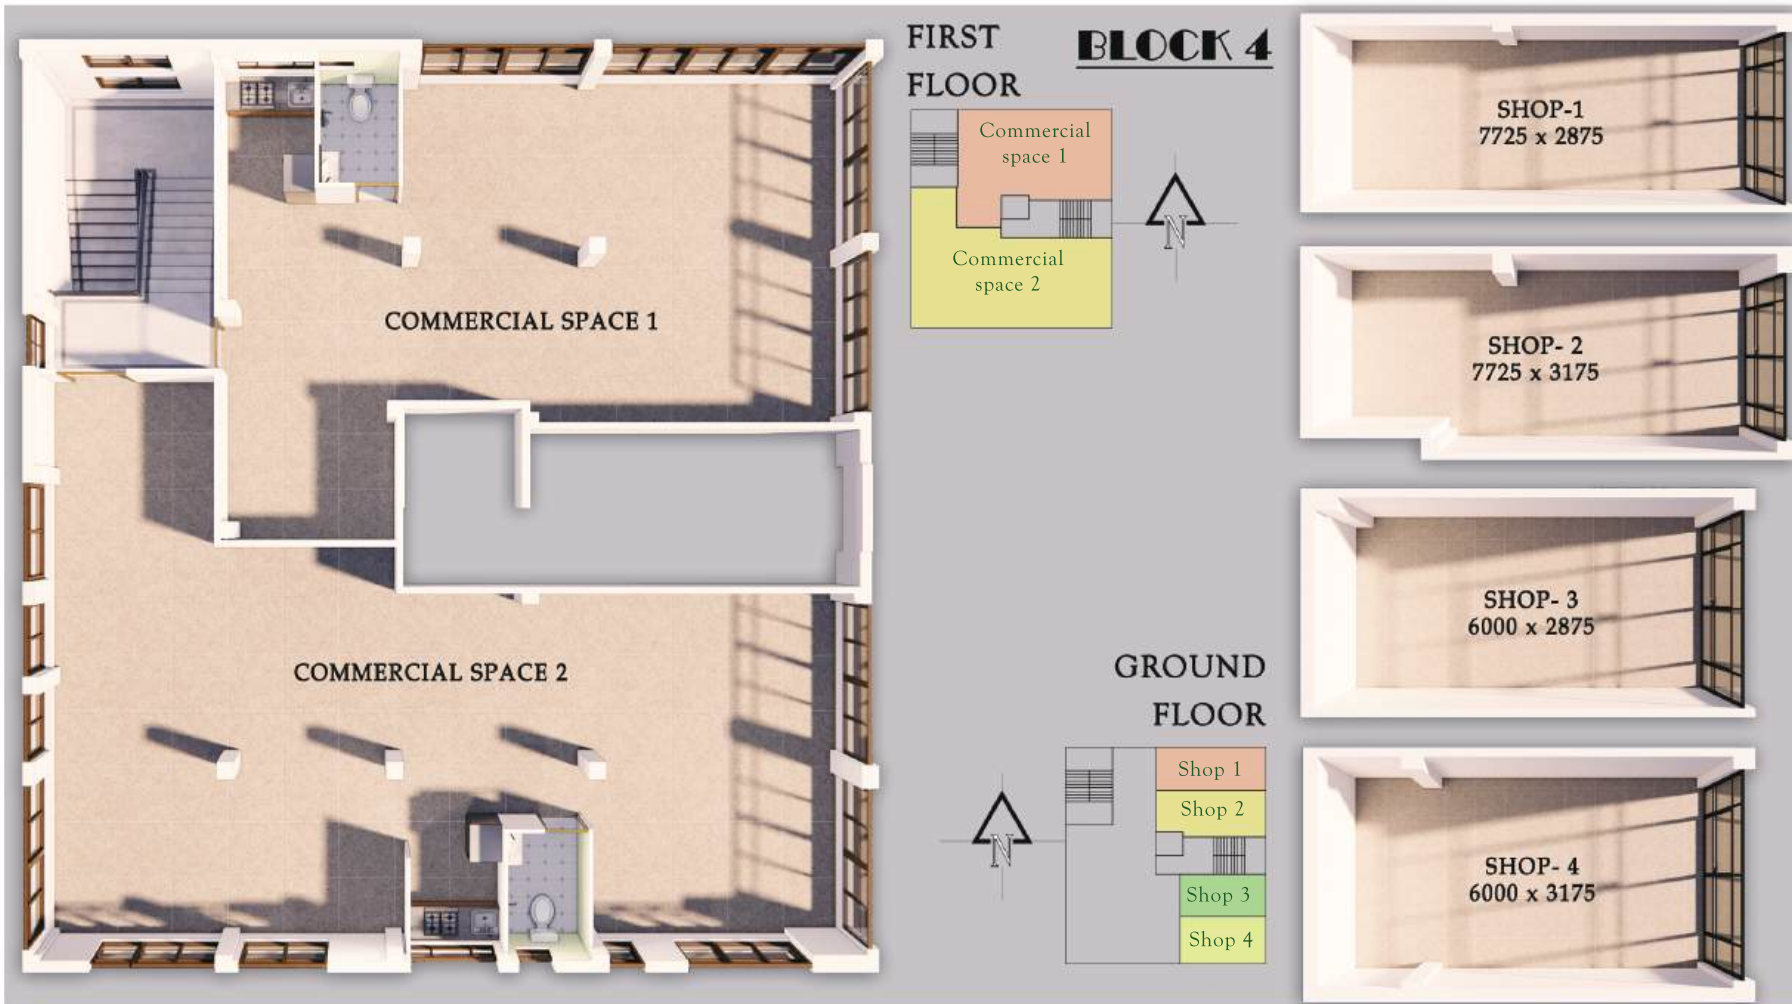 FIRST
FLOOR
BLOCK 4
Commercial
space 1
Commercial
space 2
N
COMMERCIAL SPACE 1
COMMERCIAL SPACE 2
SHOP-1
7725 x 2875
SHOP- 2
7725 x 3175
SHOP- 3
6000 x 2875
SHOP- 4
6000 x 3175
GROUND
FLOOR
Shop 1
Shop 2
Shop 3
Shop 4
N